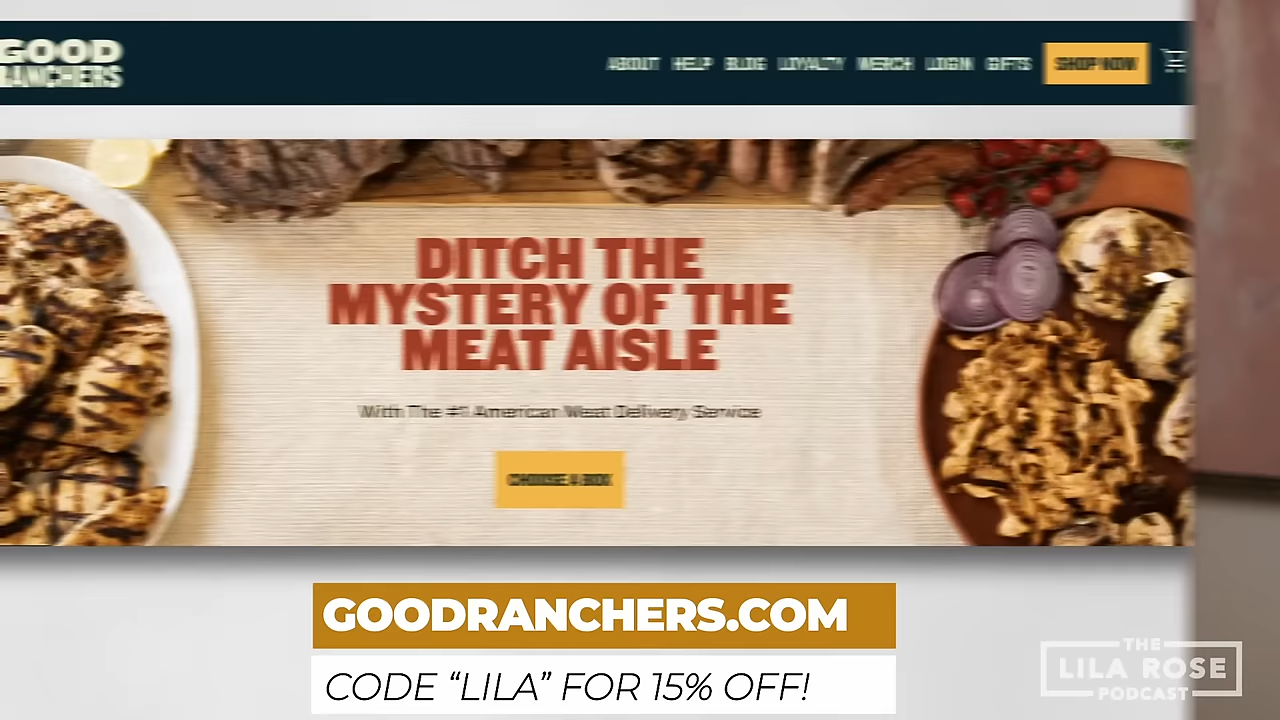 GOOD
RANCHERS
ABOUT HELP BLOG LOYALTY MERCH LOGIN GIFTS SHOP NOW
DITCH THE
MYSTERY OF THE
MEAT AISLE
With The #1 American Meat Delivery Service
CHOOSE A BOX
GOODRANCHERS.COM
CODE “LILA” FOR 15% OFF!
THE
LILA ROSE
PODCAST